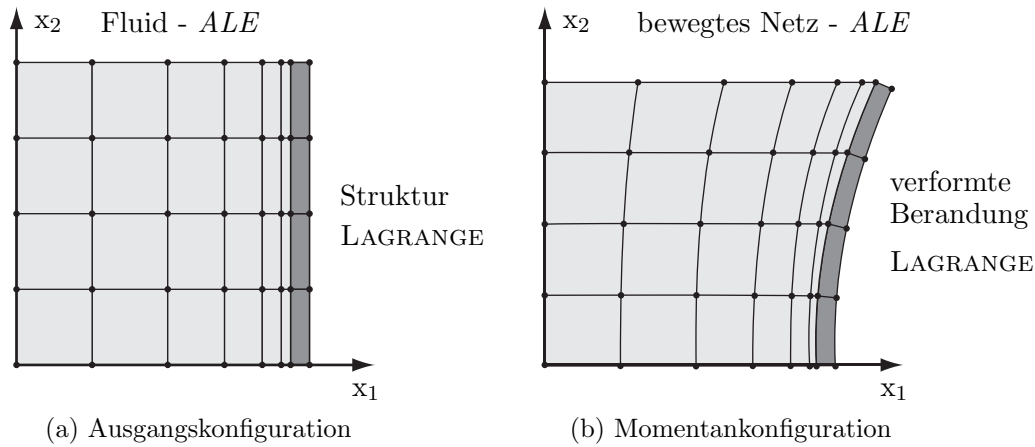 x2 Fluid - ALE
Struktur
LAGRANGE
x1
(a) Ausgangskonfiguration
x2 bewegtes Netz - ALE
verformte
Berandung
LAGRANGE
x1
(b) Momentankonfiguration